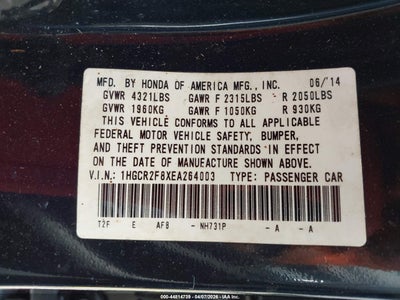 MFD. BY HONDA OF AMERICA MFG., INC. 06/14
GVWR 4321LBS GAWR F 2315LBS R 2050LBS
GVWR 1960KG GAWR F 1050KG R 930KG
THIS VEHICLE CONFORMS TO ALL APPLICABLE
FEDERAL MOTOR VEHICLE SAFETY, BUMPER,
AND THEFT PREVENTION STANDARDS IN EFFECT
ON THE DATE OF MANUFACTURE SHOWN ABOVE.
V.I.N.: 1HGCR2F8XEA264003 TYPE: PASSENGER CAR
T2F E AFB - NH731P - A - A
000-44814709 - 04/07/2026 - IAA Inc.